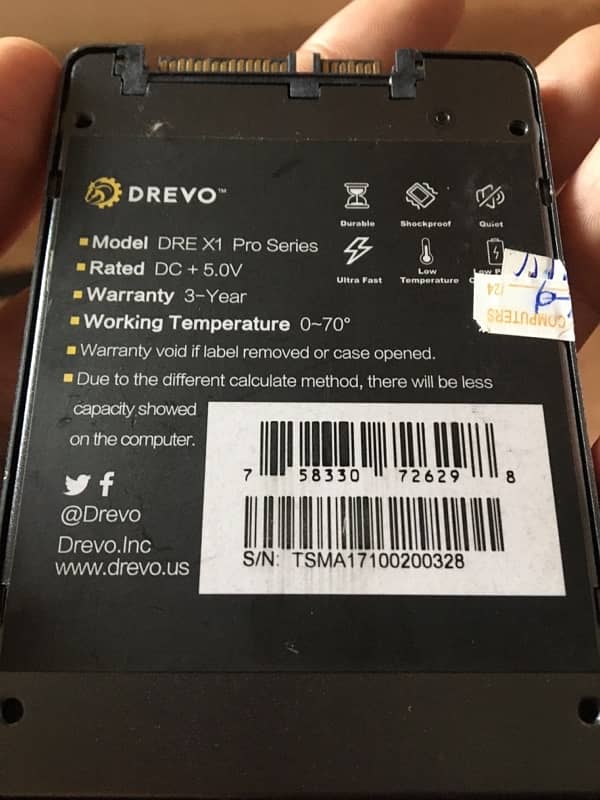 DREVO™
Durable
Shockproof
Quiet
Ultra Fast
Low Temperature
Low
Model DRE X1 Pro Series
Rated DC + 5.0V
Warranty 3-Year
Working Temperature 0~70°
Warranty void if label removed or case opened.
Due to the different calculate method, there will be less
capacity showed
on the computer.
COMPUTERS
/24
7 58330 72629 8
S/N: TSMA17100200328
@Drevo
Drevo.Inc
www.drevo.us